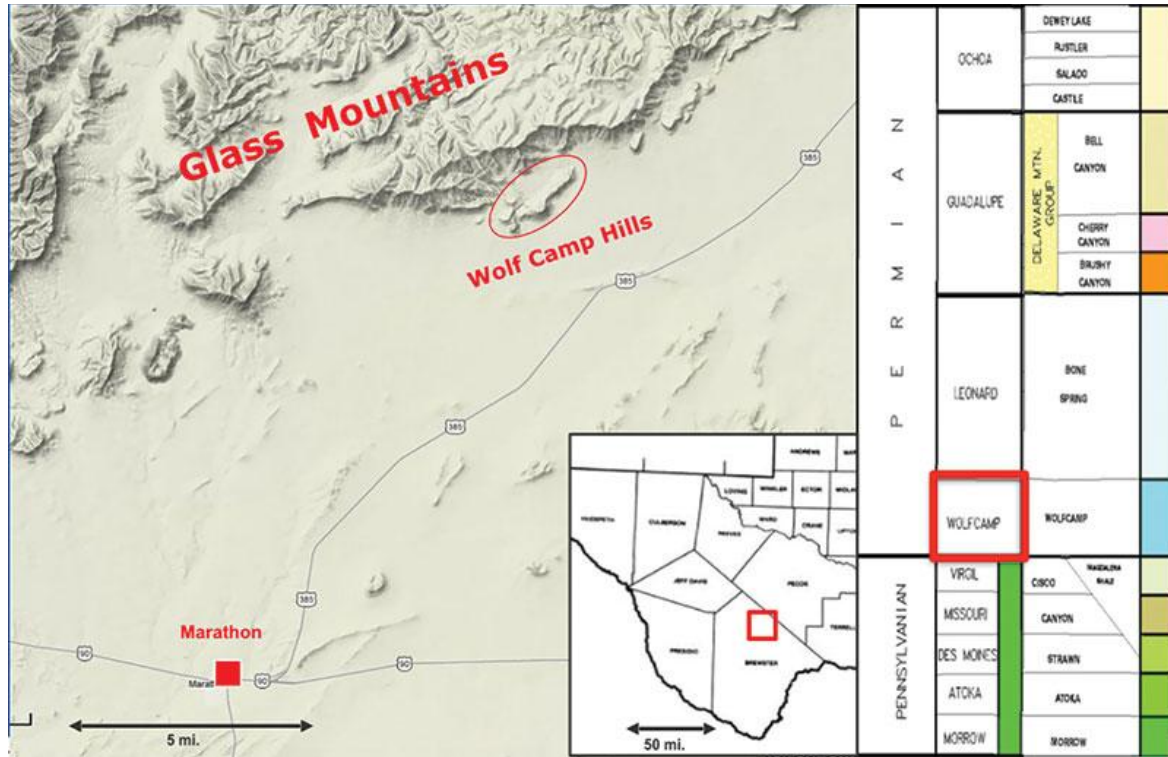 Glass Mountains
385
Wolf Camp Hills
385
385
385
Marathon
90
Marat
90
90
5 mi.
ANDREWS
LOVING
WINKLER
ECTOR
HUDSPETH
CULBERSON
REEVES
WARD
CRANE
UPTON
JEFF DAVIS
PECOS
TERRELL
PRESIDIO
BREWSTER
50 mi.
PERMIAN
OCHOA
DEWEY LAKE
RUSTLER
SALADO
CASTILE
GUADALUPE
DELAWARE MTN.
GROUP
BELL
CANYON
CHERRY
CANYON
BRUSHY
CANYON
LEONARD
BONE
SPRING
WOLFCAMP
WOLFCAMP
PENNSYLVANIAN
VIRGIL
CISCO
MAGDALENA
SHALE
MISSOURI
CANYON
DES MOINES
STRAWN
ATOKA
ATOKA
MORROW
MORROW